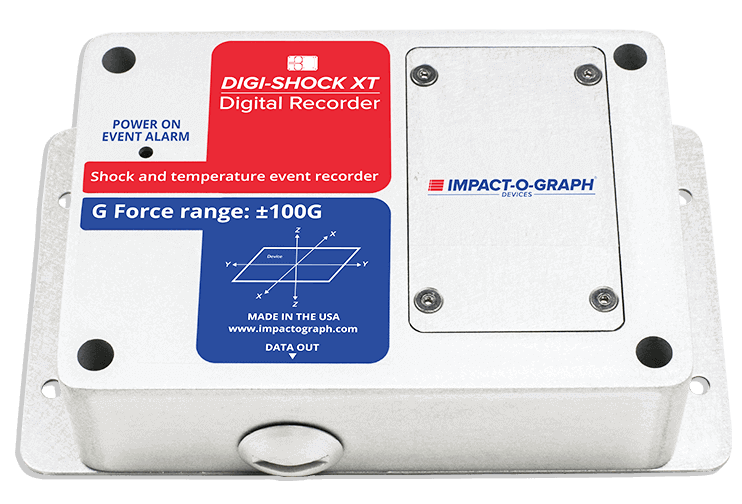 DIGI-SHOCK XT
Digital Recorder
POWER ON
EVENT ALARM
Shock and temperature event recorder
G Force range: ±100G
Z
X
Device
Y
Y
X
Z
MADE IN THE USA
www.impactograph.com
DATA OUT
IMPACT-O-GRAPH
DEVICES